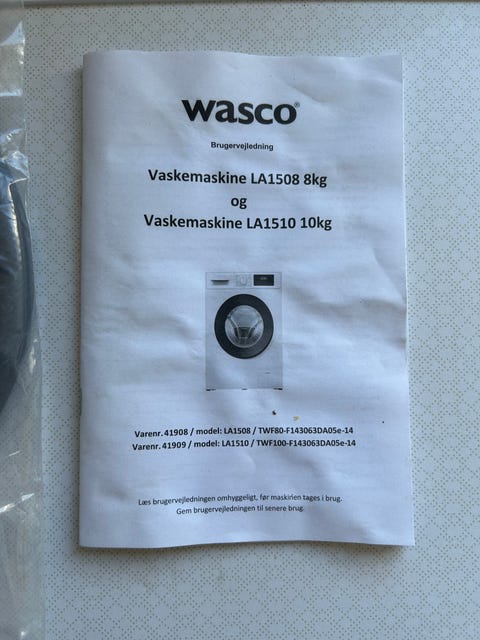 wasco®
Brugervejledning
Vaskemaskine LA1508 8kg
og
Vaskemaskine LA1510 10kg
Varenr. 41908 / model: LA1508 / TWF80-F143063DA05e-14
Varenr. 41909 / model: LA1510 / TWF100-F143063DA05e-14
Læs brugervejledningen omhyggeligt, før maskinen tages i brug.
Gem brugervejledningen til senere brug.